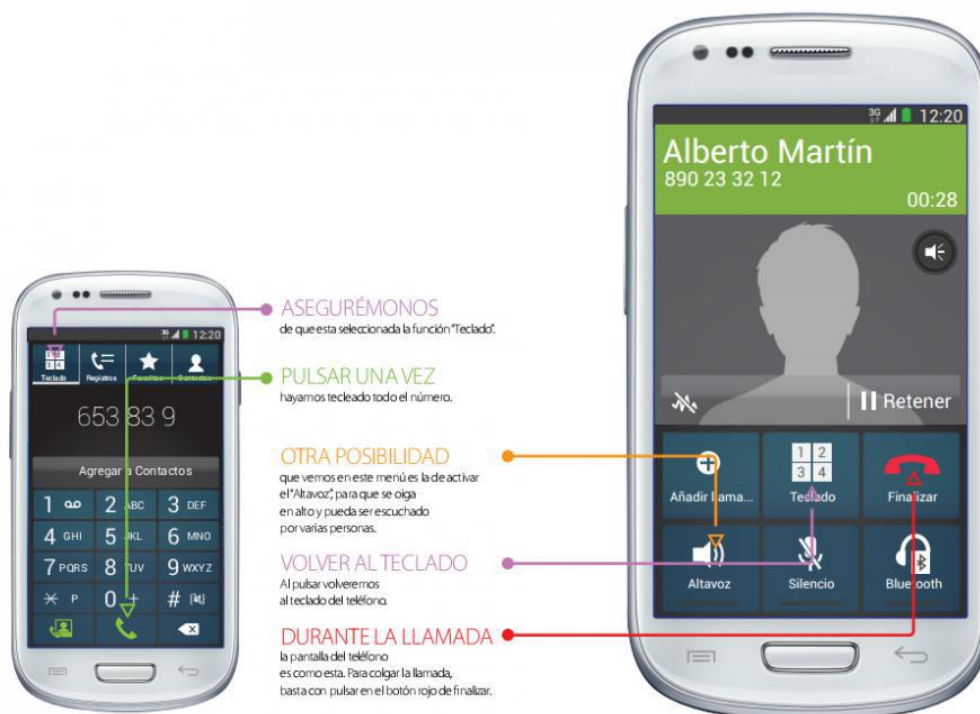 3G 12:20
Teclado Registros Favoritos Contactos
653 83 9
Agregar a Contactos
1 2 ABC 3 DEF
4 GHI 5 JKL 6 MNO
7 PQRS 8 TUV 9 WXYZ
* P 0 + #
ASEGURÉMONOS
de que esta seleccionada la función "Teclado".
PULSAR UNA VEZ
hayamos tecleado todo el número.
OTRA POSIBILIDAD
que vemos en este menú es la de activar
el "Altavoz", para que se oiga
en alto y pueda ser escuchado
por varias personas.
VOLVER AL TECLADO
Al pulsar volveremos
al teclado del teléfono.
DURANTE LA LLAMADA
la pantalla del teléfono
es como esta. Para colgar la llamada,
basta con pulsar en el botón rojo de finalizar.
3G 12:20
Alberto Martín
890 23 32 12
00:28
Retener
1 2
3 4
Añadir llama... Teclado Finalizar
Altavoz Silencio Bluetooth